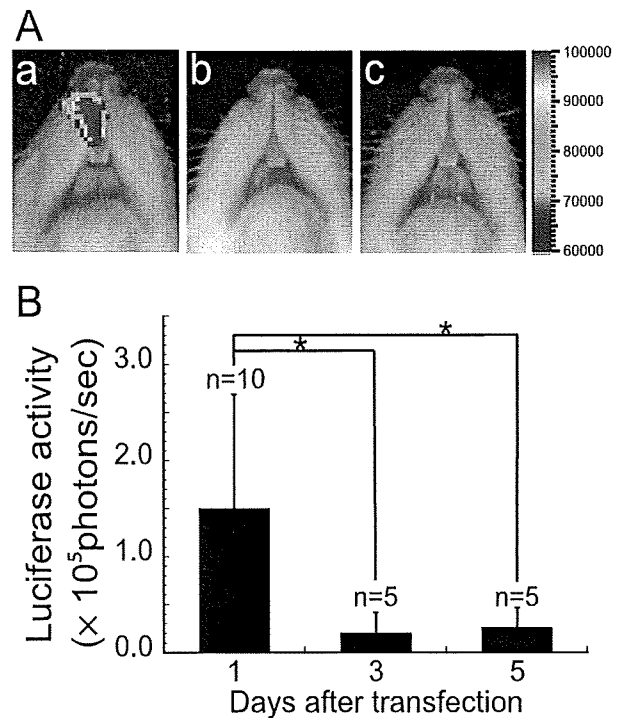 A
a
b
c
100000
90000
80000
70000
60000
B
Luciferase activity
(× 10⁵photons/sec)
3.0
2.0
1.0
0.0
*
*
n=10
n=5
n=5
1
3
5
Days after transfection